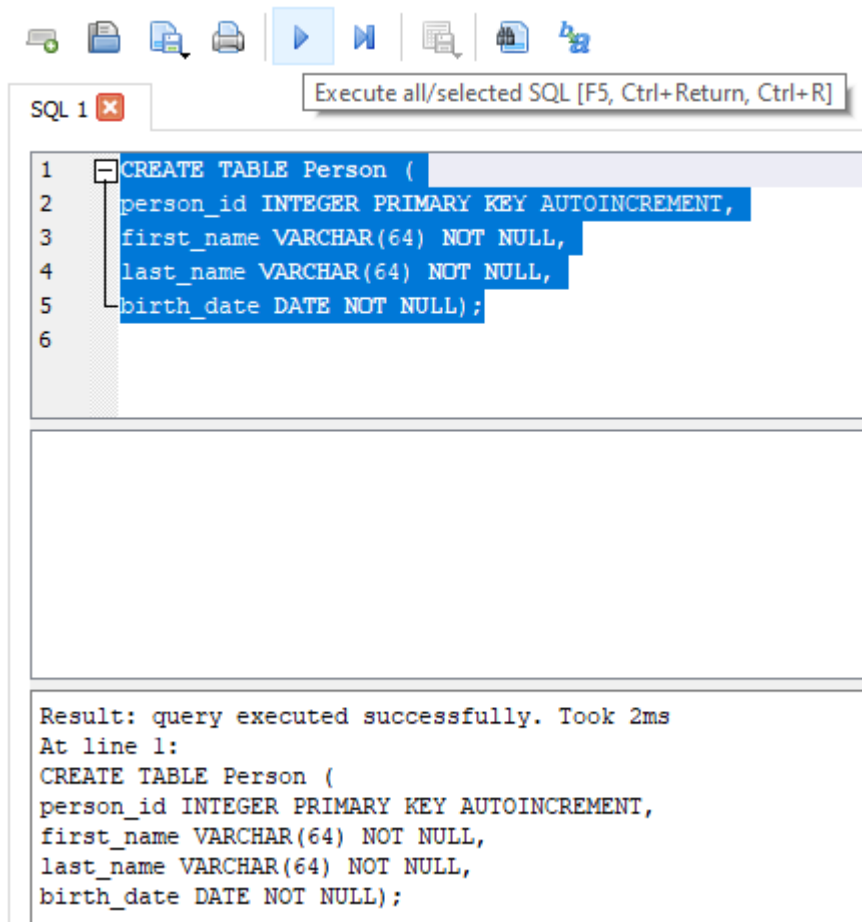 Execute all/selected SQL [F5, Ctrl+Return, Ctrl+R]
SQL 1
1 CREATE TABLE Person (
2 person_id INTEGER PRIMARY KEY AUTOINCREMENT,
3 first_name VARCHAR(64) NOT NULL,
4 last_name VARCHAR(64) NOT NULL,
5 birth_date DATE NOT NULL);
6
Result: query executed successfully. Took 2ms
At line 1:
CREATE TABLE Person (
person_id INTEGER PRIMARY KEY AUTOINCREMENT,
first_name VARCHAR(64) NOT NULL,
last_name VARCHAR(64) NOT NULL,
birth_date DATE NOT NULL);